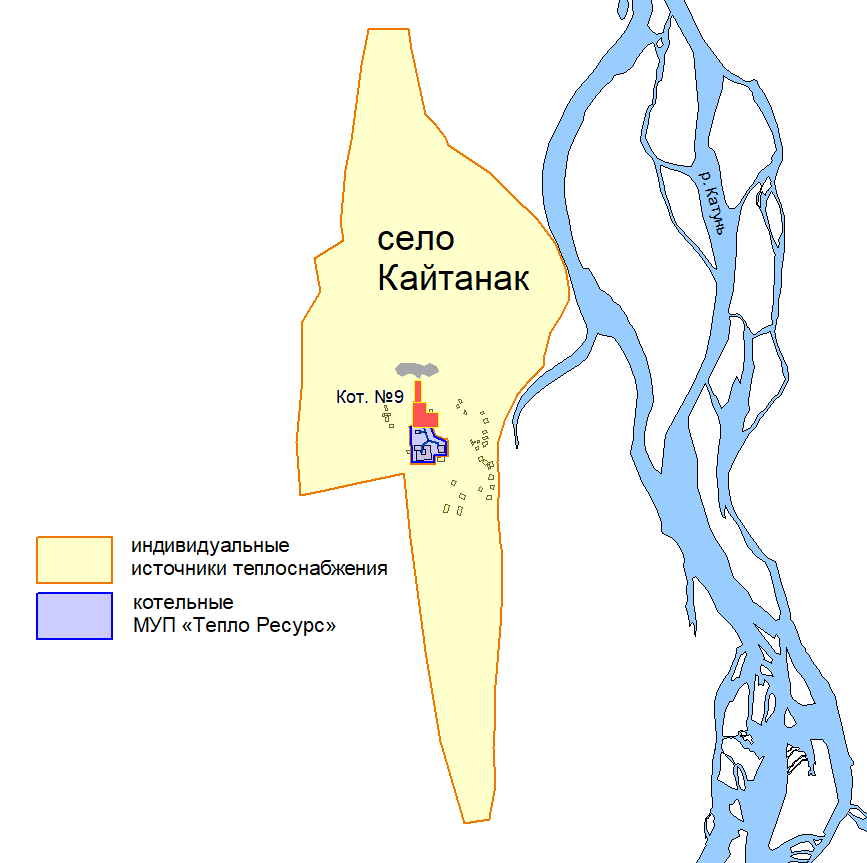 р. Катунь
село
Кайтанак
Кот. №9
индивидуальные
источники теплоснабжения
котельные
МУП «Тепло Ресурс»